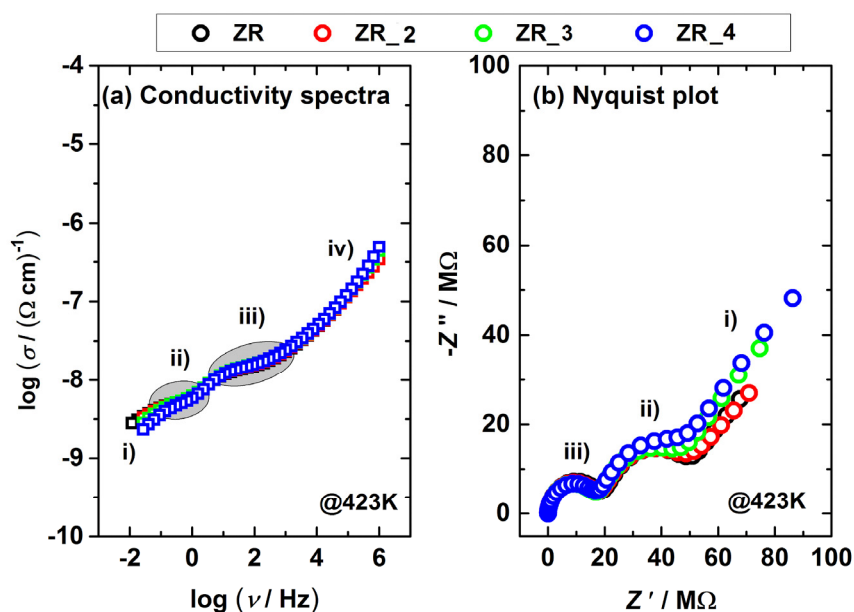 ZR ZR_2 ZR_3 ZR_4
(a) Conductivity spectra
-4
-5
-6
-7
-8
-9
-10
log (σ / (Ω cm)⁻¹
i)
ii)
iii)
iv)
@423K
-2 0 2 4 6
log (ν / Hz)
(b) Nyquist plot
100
80
60
40
20
0
-Z'' / MΩ
iii)
ii)
i)
@423K
0 20 40 60 80 100
Z' / MΩ